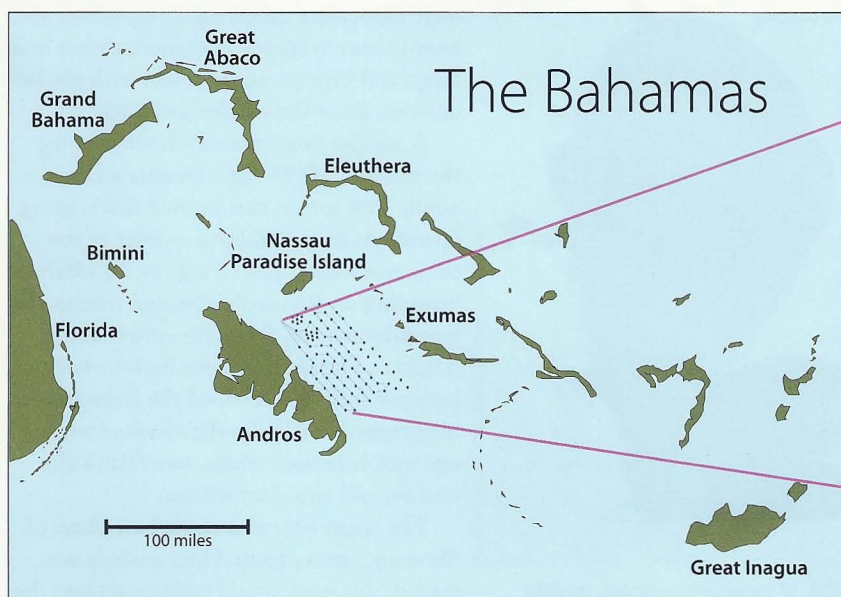 The Bahamas
Great
Abaco
Grand
Bahama
Eleuthera
Nassau
Paradise Island
Bimini
Florida
Exumas
Andros
100 miles
Great Inagua